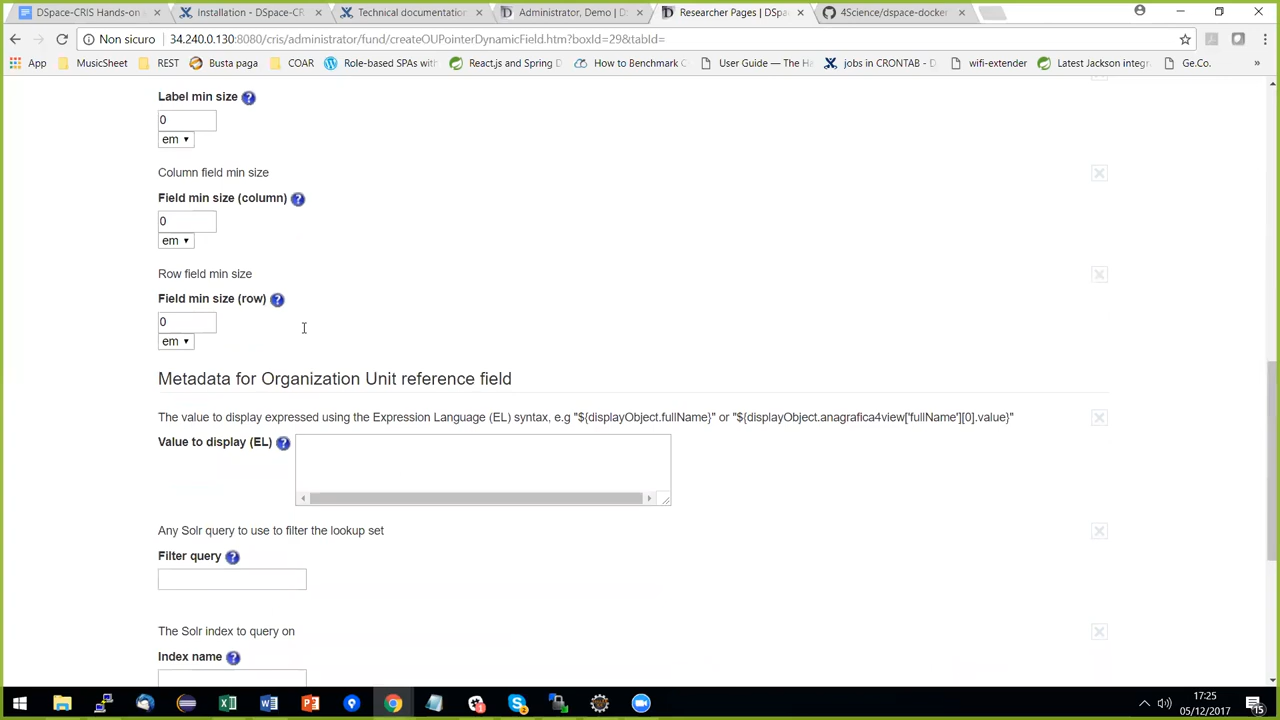 DSpace-CRIS Hands-on
Installation - DSpace-CR
Technical documentation
Administrator, Demo | DS
Researcher Pages | DSpa
4Science/dspace-docker
Non sicuro
34.240.0.130:8080/cris/administrator/fund/createOUPointerDynamicField.htm?boxId=29&tabId=
App
MusicSheet
REST
Busta paga
COAR
Role-based SPAs wit
React.js and Spring D
How to Benchmark C
User Guide — The H
jobs in CRONTAB - D
wifi-extender
Latest Jackson integr
Ge.Co.
»
Label min size
0
em
Column field min size
Field min size (column)
0
em
Row field min size
Field min size (row)
0
em
Metadata for Organization Unit reference field
The value to display expressed using the Expression Language (EL) syntax, e.g "${displayObject.fullName}" or "${displayObject.anagrafica4view['fullName'][0].value}"
Value to display (EL)
Any Solr query to use to filter the lookup set
Filter query
The Solr index to query on
Index name
17:25
05/12/2017
15